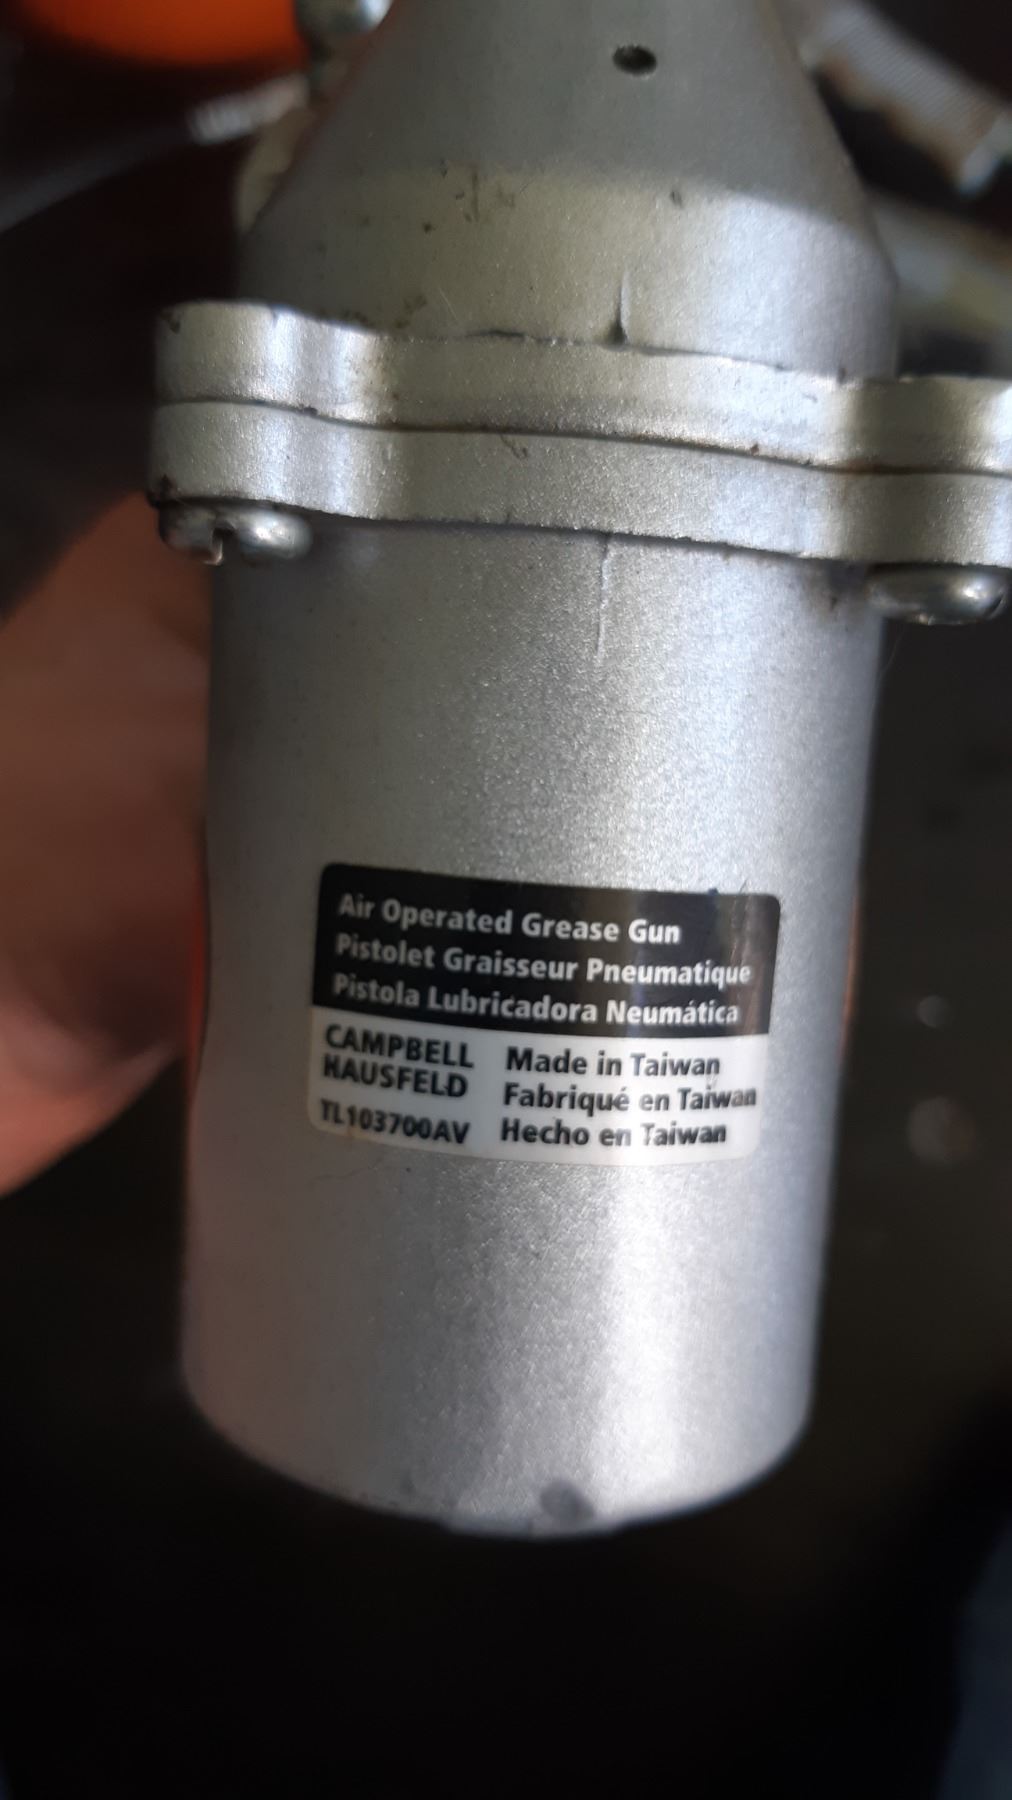 Air Operated Grease Gun
Pistolet Graisseur Pneumatique
Pistola Lubricadora Neumática
CAMPBELL
HAUSFELD
TL103700AV
Made in Taiwan
Fabriqué en Taiwan
Hecho en Taiwan